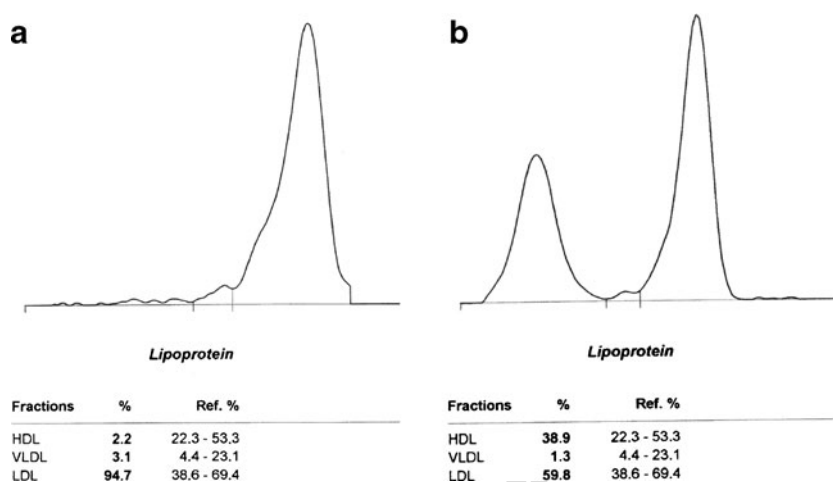 a
Lipoprotein
Fractions % Ref. %
HDL 2.2 22.3 - 53.3
VLDL 3.1 4.4 - 23.1
LDL 94.7 38.6 - 69.4
b
Lipoprotein
Fractions % Ref. %
HDL 38.9 22.3 - 53.3
VLDL 1.3 4.4 - 23.1
LDL 59.8 38.6 - 69.4